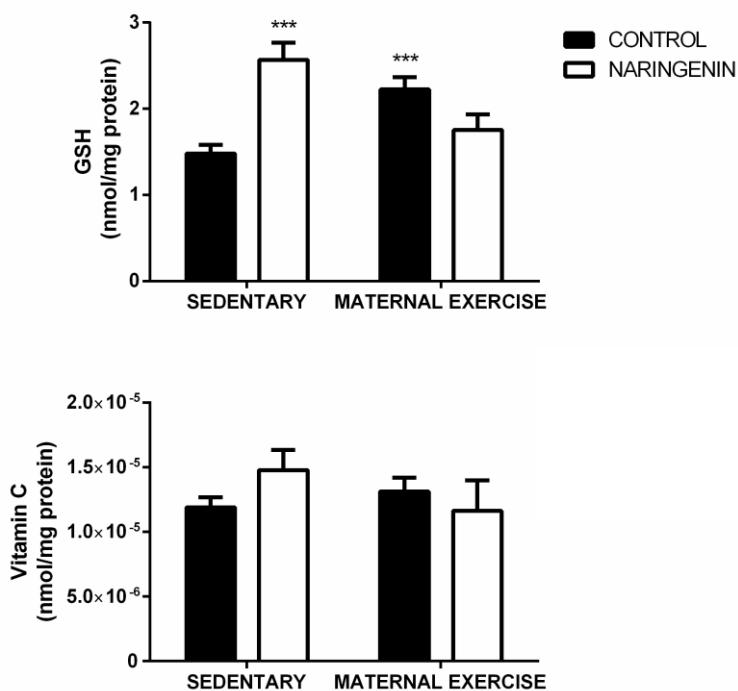 3
2
1
0
GSH
(nmol/mg protein)
***
***
SEDENTARY
MATERNAL EXERCISE
CONTROL
NARINGENIN
2.0×10⁻⁵
1.5×10⁻⁵
1.0×10⁻⁵
5.0×10⁻⁶
0
Vitamin C
(nmol/mg protein)
SEDENTARY
MATERNAL EXERCISE